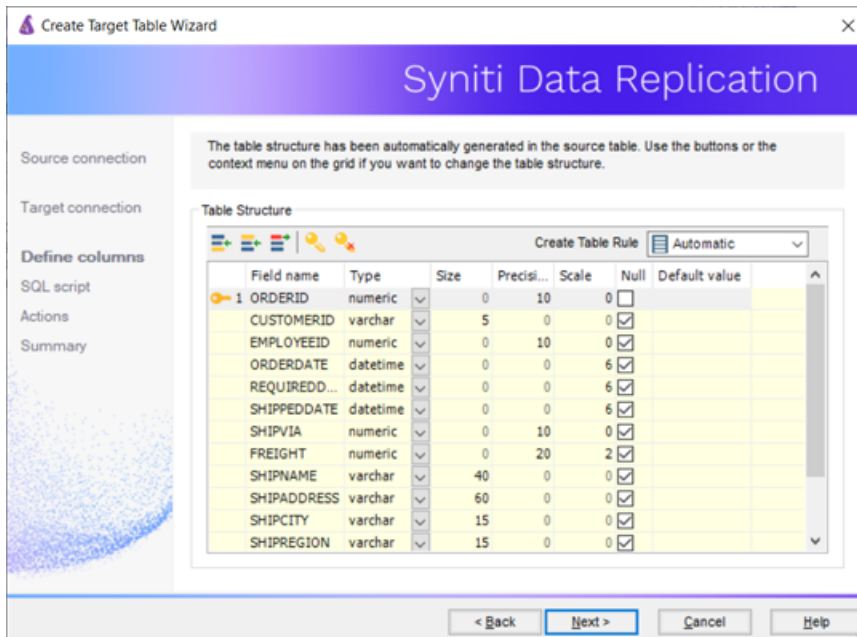 Create Target Table Wizard
Syniti Data Replication
Source connection
Target connection
Define columns
SQL script
Actions
Summary
The table structure has been automatically generated in the source table. Use the buttons or the
context menu on the grid if you want to change the table structure.
Table Structure
Create Table Rule Automatic
Field name Type Size Precisi... Scale Null Default value
1 ORDERID numeric 0 10 0
CUSTOMERID varchar 5 0 0
EMPLOYEEID numeric 0 10 0
ORDERDATE datetime 0 0 6
REQUIREDD... datetime 0 0 6
SHIPPEDDATE datetime 0 0 6
SHIPVIA numeric 0 10 0
FREIGHT numeric 0 20 2
SHIPNAME varchar 40 0 0
SHIPADDRESS varchar 60 0 0
SHIPCITY varchar 15 0 0
SHIPREGION varchar 15 0 0
< Back Next > Cancel Help